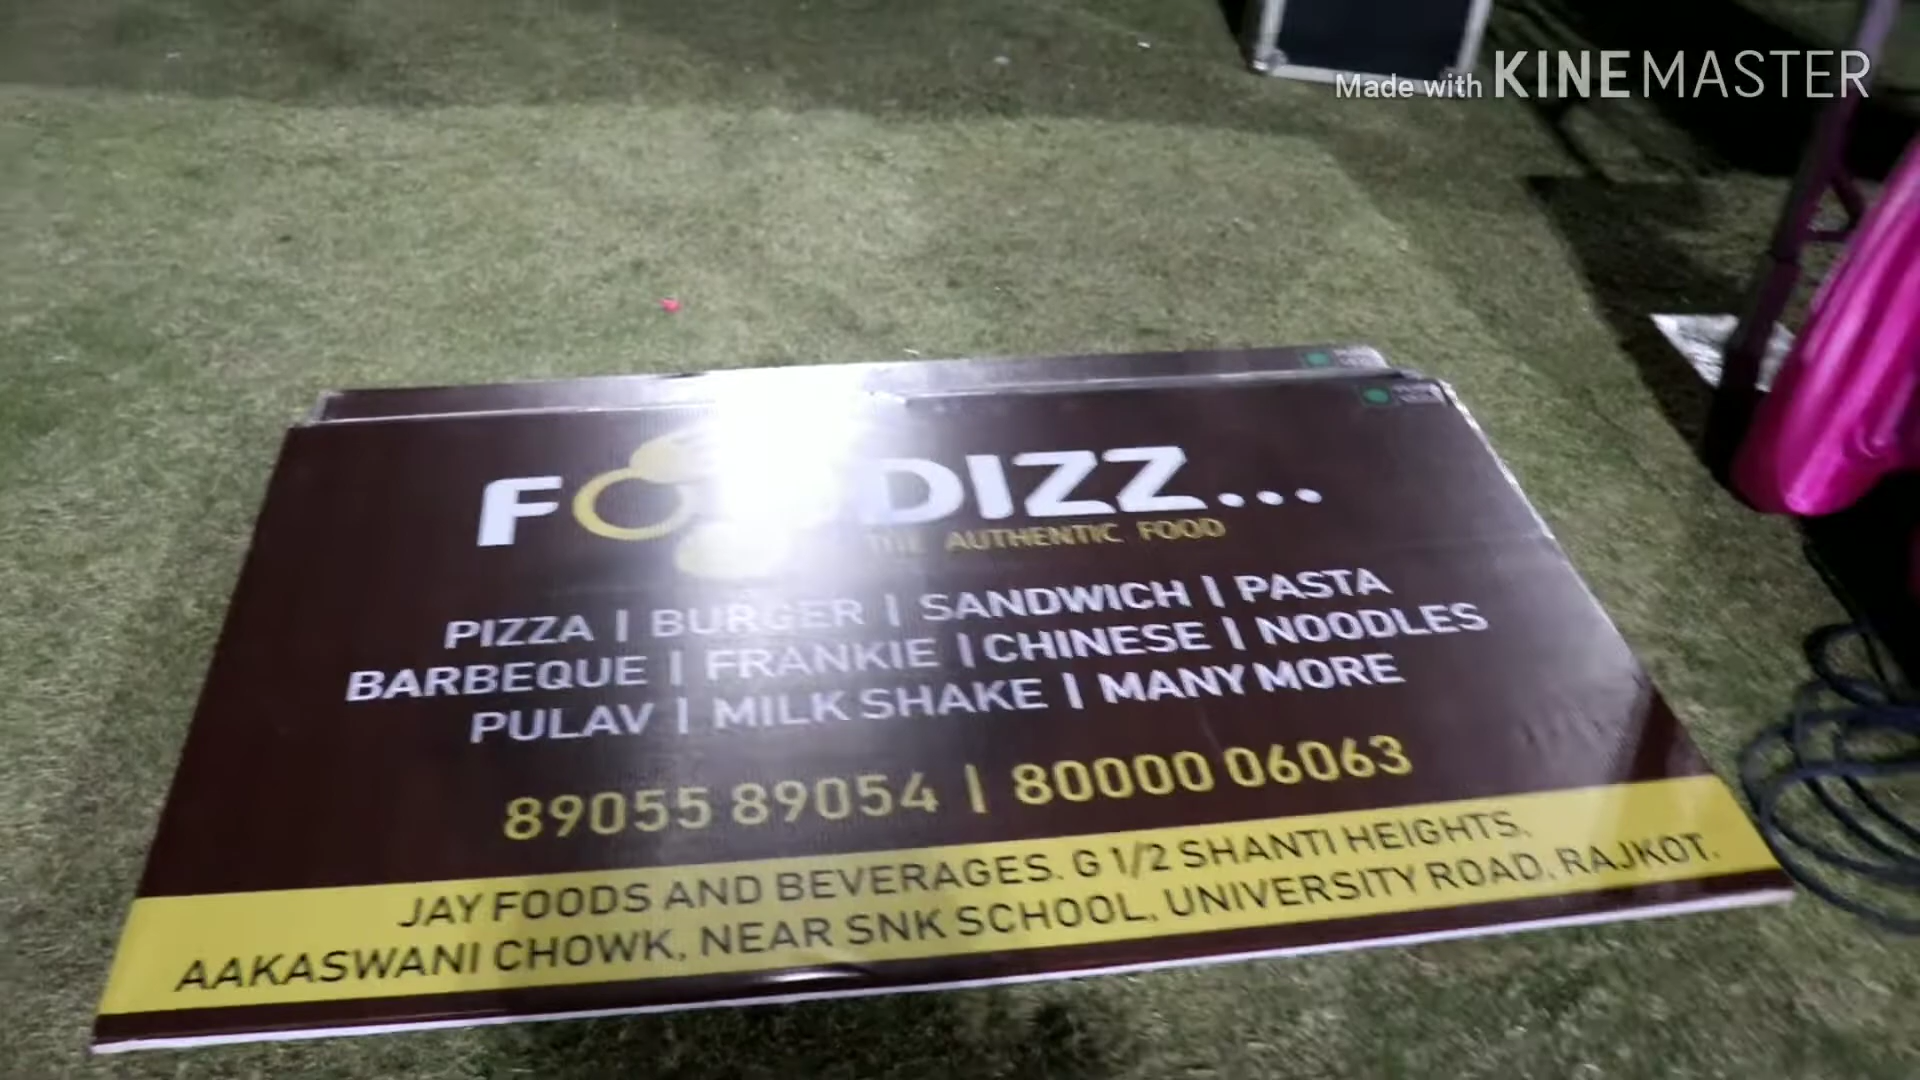 Made with KINEMASTER
FOODIZZ...
THE AUTHENTIC FOOD
PIZZA | BURGER | SANDWICH | PASTA
BARBEQUE | FRANKIE | CHINESE | NOODLES
PULAV | MILK SHAKE | MANY MORE
89055 89054 | 80000 06063
JAY FOODS AND BEVERAGES. G 1/2 SHANTI HEIGHTS,
AAKASWANI CHOWK, NEAR SNK SCHOOL, UNIVERSITY ROAD, RAJKOT.